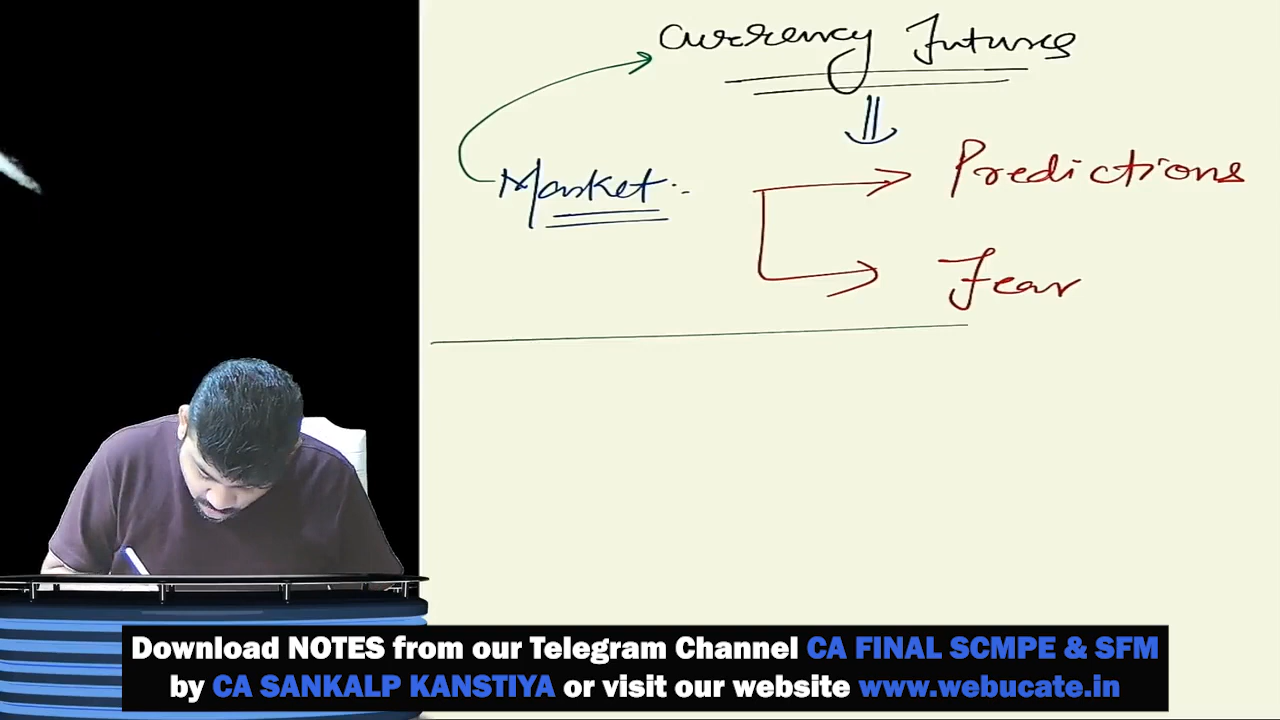 Currency Futures
Market
Predictions
Fear
Download NOTES from our Telegram Channel CA FINAL SCMPE & SFM
by CA SANKALP KANSTIYA or visit our website www.webucate.in